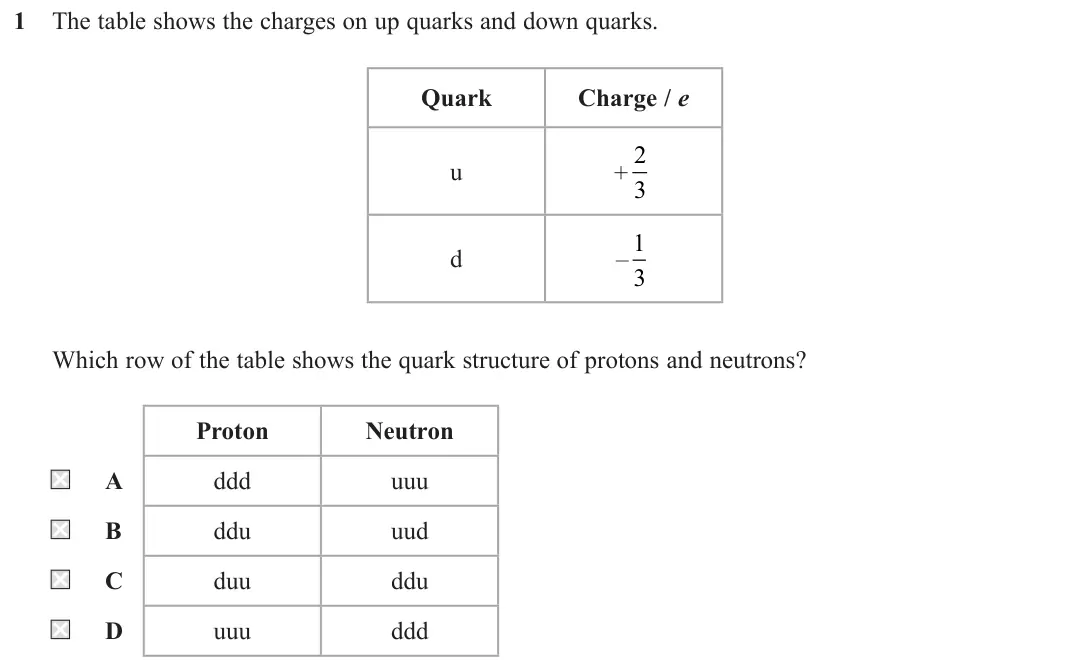 1 The table shows the charges on up quarks and down quarks.
Quark Charge / e
u +2/3
d −1/3
Which row of the table shows the quark structure of protons and neutrons?
Proton Neutron
A ddd uuu
B ddu uud
C duu ddu
D uuu ddd